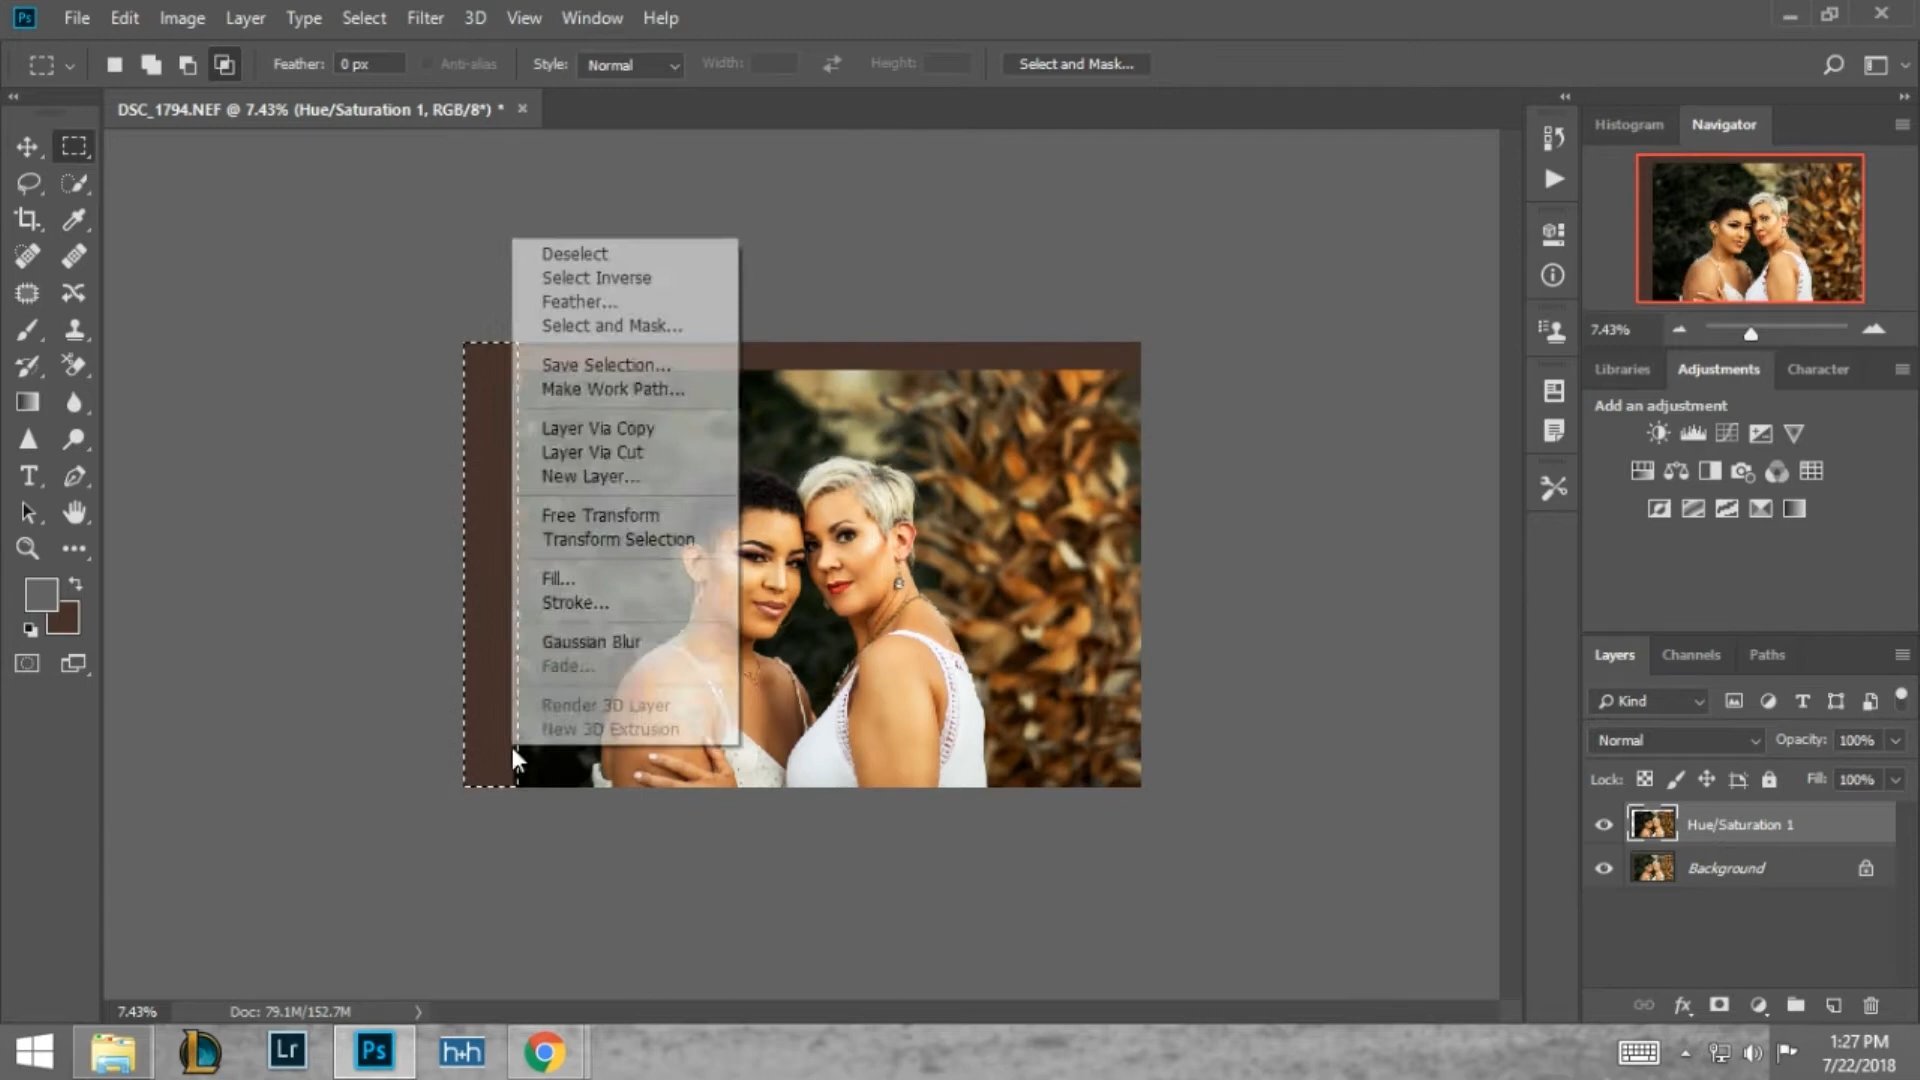 Ps File Edit Image Layer Type Select Filter 3D View Window Help
Feather: 0 px Anti-alias Style: Normal Width: Height: Select and Mask...
DSC_1794.NEF @ 7.43% (Hue/Saturation 1, RGB/8*) *
Histogram Navigator
7.43%
Libraries Adjustments Character
Add an adjustment
Deselect
Select Inverse
Feather...
Select and Mask...
Save Selection...
Make Work Path...
Layer Via Copy
Layer Via Cut
New Layer...
Free Transform
Transform Selection
Fill...
Stroke...
Gaussian Blur
Fade...
Render 3D Layer
New 3D Extrusion
Layers Channels Paths
Kind
Normal Opacity: 100%
Lock: Fill: 100%
Hue/Saturation 1
Background
fx
7.43% Doc: 79.1M/152.7M
Lr Ps h+h
1:27 PM
7/22/2018